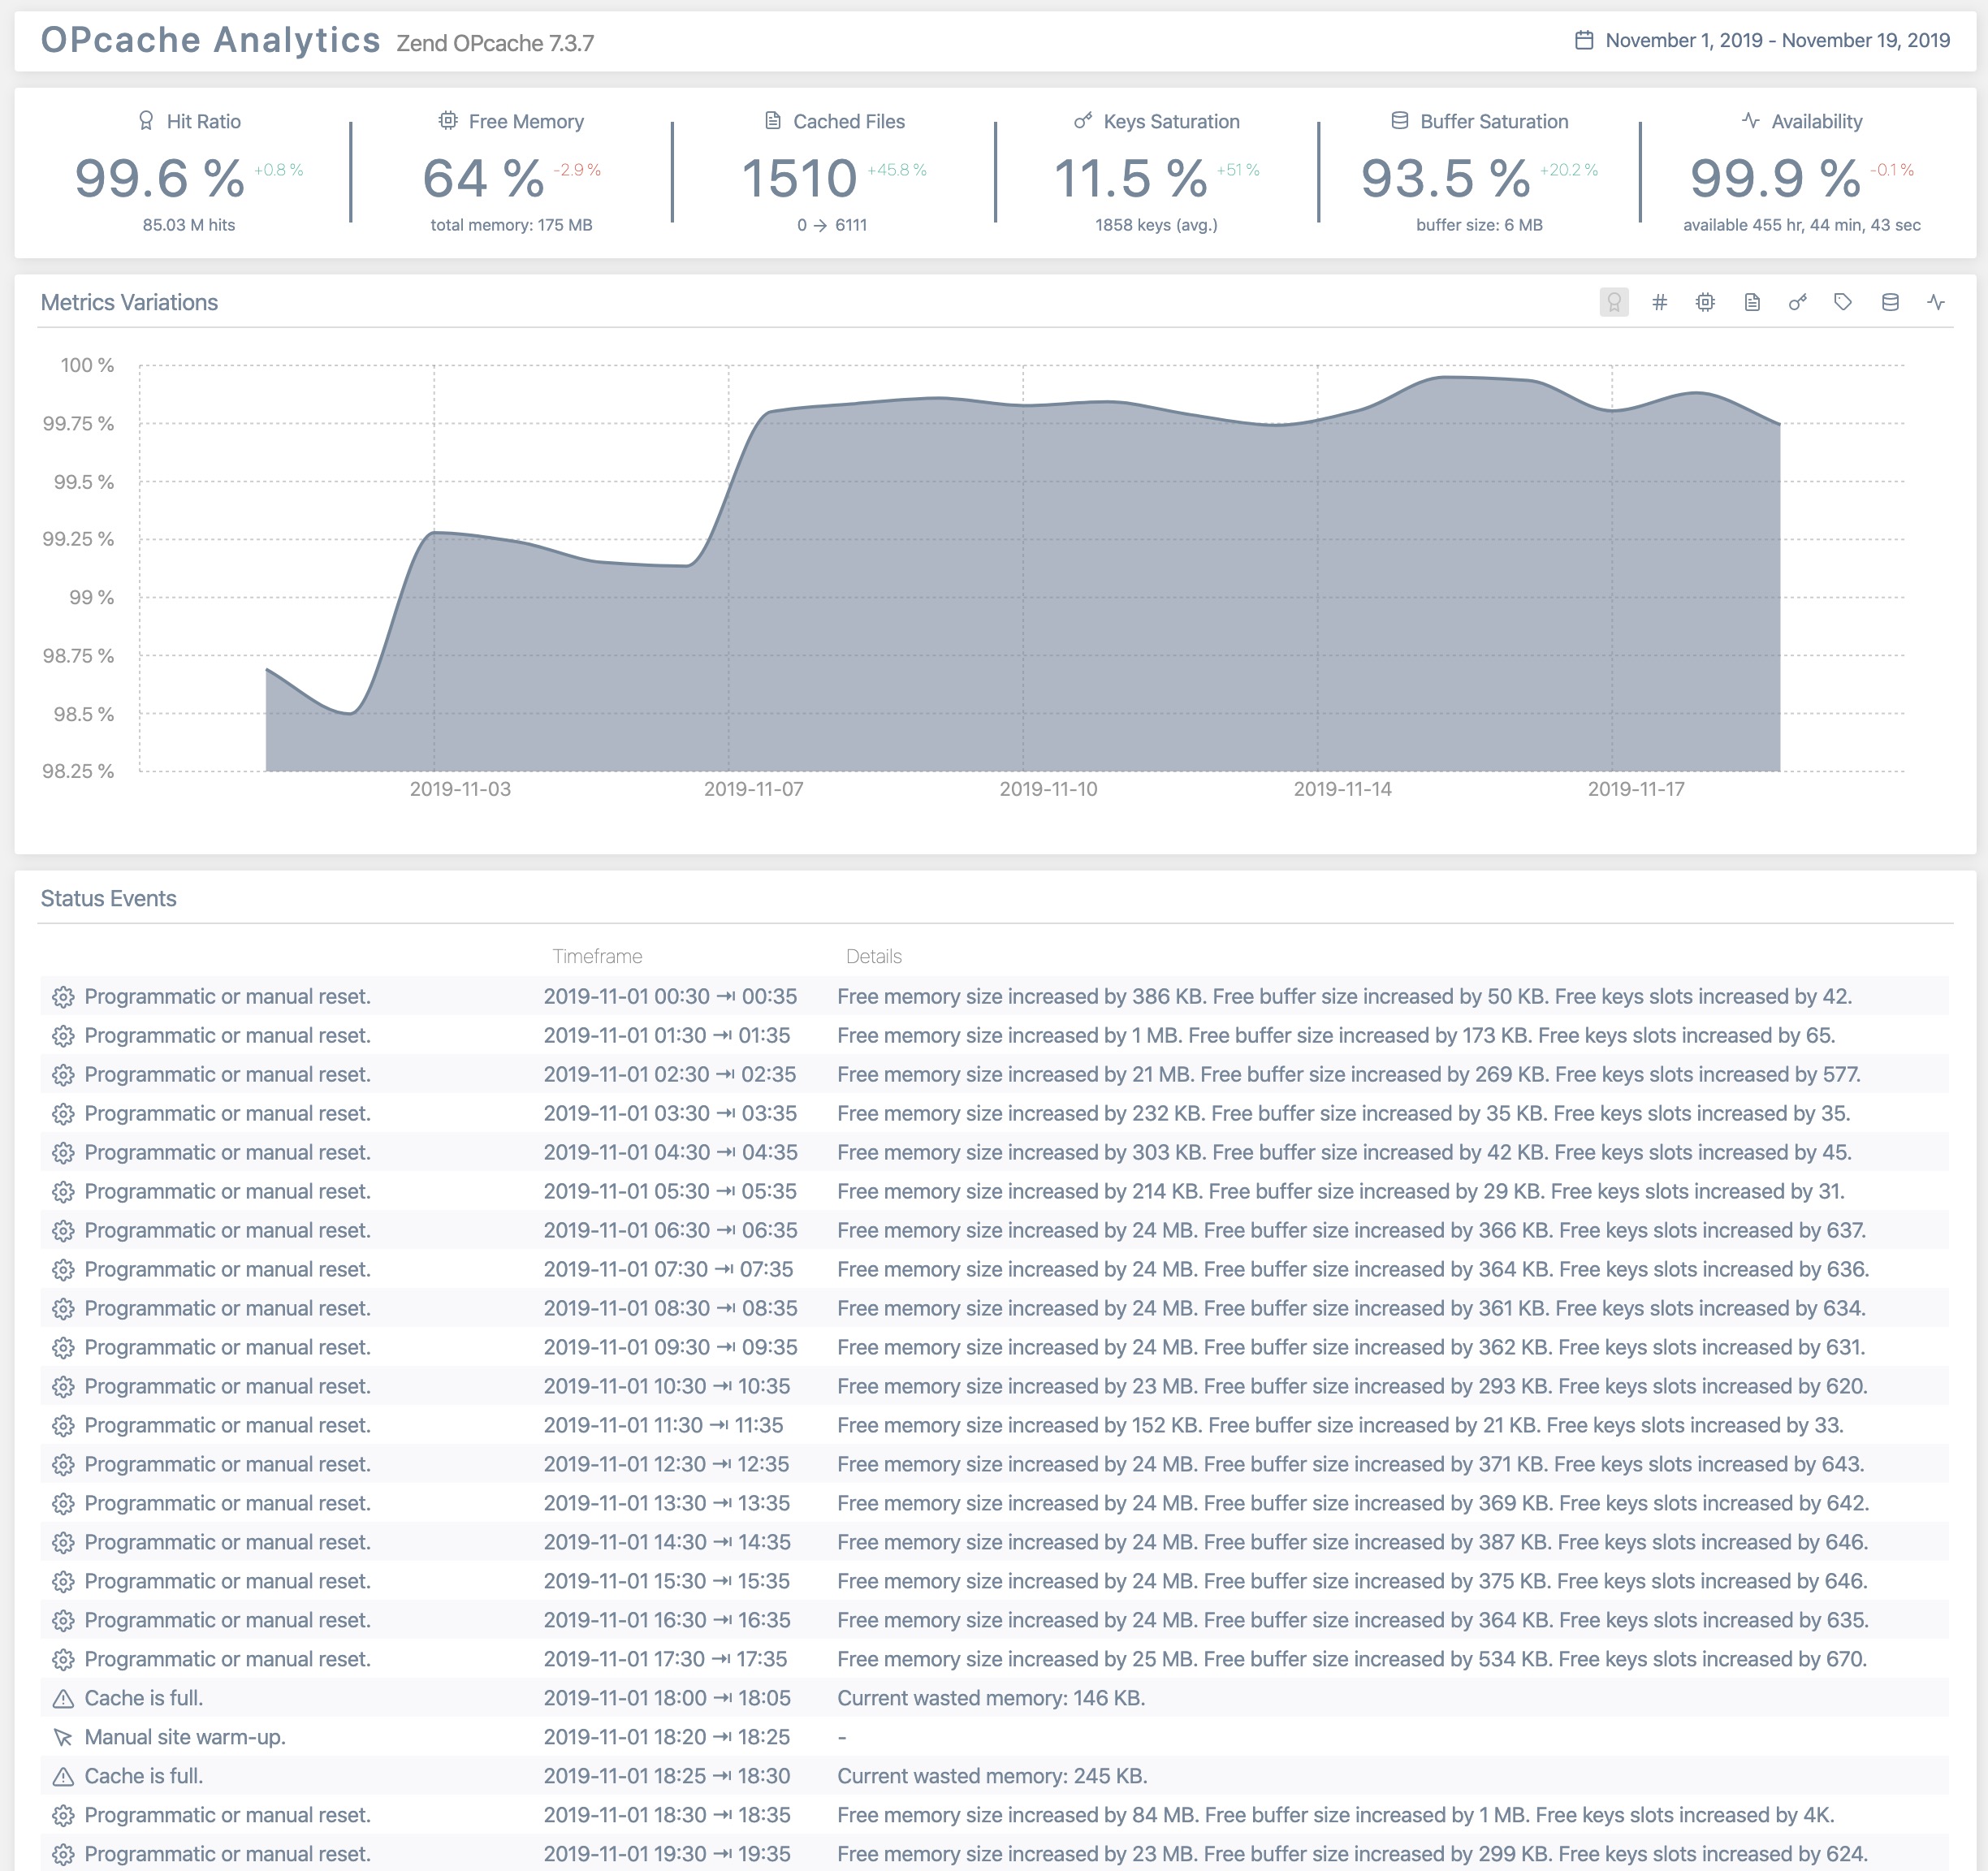 OPcache Analytics Zend OPcache 7.3.7 November 1, 2019 - November 19, 2019
Hit Ratio Free Memory Cached Files Keys Saturation Buffer Saturation Availability
99.6 % +0.8 % 64 % -2.9 % 1510 +45.8 % 11.5 % +51 % 93.5 % +20.2 % 99.9 % -0.1 %
85.03 M hits total memory: 175 MB 0 → 6111 1858 keys (avg.) buffer size: 6 MB available 455 hr, 44 min, 43 sec
Metrics Variations
100 %
99.75 %
99.5 %
99.25 %
99 %
98.75 %
98.5 %
98.25 %
2019-11-03 2019-11-07 2019-11-10 2019-11-14 2019-11-17
Status Events
Timeframe Details
Programmatic or manual reset. 2019-11-01 00:30 ⇥ 00:35 Free memory size increased by 386 KB. Free buffer size increased by 50 KB. Free keys slots increased by 42.
Programmatic or manual reset. 2019-11-01 01:30 ⇥ 01:35 Free memory size increased by 1 MB. Free buffer size increased by 173 KB. Free keys slots increased by 65.
Programmatic or manual reset. 2019-11-01 02:30 ⇥ 02:35 Free memory size increased by 21 MB. Free buffer size increased by 269 KB. Free keys slots increased by 577.
Programmatic or manual reset. 2019-11-01 03:30 ⇥ 03:35 Free memory size increased by 232 KB. Free buffer size increased by 35 KB. Free keys slots increased by 35.
Programmatic or manual reset. 2019-11-01 04:30 ⇥ 04:35 Free memory size increased by 303 KB. Free buffer size increased by 42 KB. Free keys slots increased by 45.
Programmatic or manual reset. 2019-11-01 05:30 ⇥ 05:35 Free memory size increased by 214 KB. Free buffer size increased by 29 KB. Free keys slots increased by 31.
Programmatic or manual reset. 2019-11-01 06:30 ⇥ 06:35 Free memory size increased by 24 MB. Free buffer size increased by 366 KB. Free keys slots increased by 637.
Programmatic or manual reset. 2019-11-01 07:30 ⇥ 07:35 Free memory size increased by 24 MB. Free buffer size increased by 364 KB. Free keys slots increased by 636.
Programmatic or manual reset. 2019-11-01 08:30 ⇥ 08:35 Free memory size increased by 24 MB. Free buffer size increased by 361 KB. Free keys slots increased by 634.
Programmatic or manual reset. 2019-11-01 09:30 ⇥ 09:35 Free memory size increased by 24 MB. Free buffer size increased by 362 KB. Free keys slots increased by 631.
Programmatic or manual reset. 2019-11-01 10:30 ⇥ 10:35 Free memory size increased by 23 MB. Free buffer size increased by 293 KB. Free keys slots increased by 620.
Programmatic or manual reset. 2019-11-01 11:30 ⇥ 11:35 Free memory size increased by 152 KB. Free buffer size increased by 21 KB. Free keys slots increased by 33.
Programmatic or manual reset. 2019-11-01 12:30 ⇥ 12:35 Free memory size increased by 24 MB. Free buffer size increased by 371 KB. Free keys slots increased by 643.
Programmatic or manual reset. 2019-11-01 13:30 ⇥ 13:35 Free memory size increased by 24 MB. Free buffer size increased by 369 KB. Free keys slots increased by 642.
Programmatic or manual reset. 2019-11-01 14:30 ⇥ 14:35 Free memory size increased by 24 MB. Free buffer size increased by 387 KB. Free keys slots increased by 646.
Programmatic or manual reset. 2019-11-01 15:30 ⇥ 15:35 Free memory size increased by 24 MB. Free buffer size increased by 375 KB. Free keys slots increased by 646.
Programmatic or manual reset. 2019-11-01 16:30 ⇥ 16:35 Free memory size increased by 24 MB. Free buffer size increased by 364 KB. Free keys slots increased by 635.
Programmatic or manual reset. 2019-11-01 17:30 ⇥ 17:35 Free memory size increased by 25 MB. Free buffer size increased by 534 KB. Free keys slots increased by 670.
Cache is full. 2019-11-01 18:00 ⇥ 18:05 Current wasted memory: 146 KB.
Manual site warm-up. 2019-11-01 18:20 ⇥ 18:25 -
Cache is full. 2019-11-01 18:25 ⇥ 18:30 Current wasted memory: 245 KB.
Programmatic or manual reset. 2019-11-01 18:30 ⇥ 18:35 Free memory size increased by 84 MB. Free buffer size increased by 1 MB. Free keys slots increased by 4K.
Programmatic or manual reset. 2019-11-01 19:30 ⇥ 19:35 Free memory size increased by 23 MB. Free buffer size increased by 299 KB. Free keys slots increased by 624.